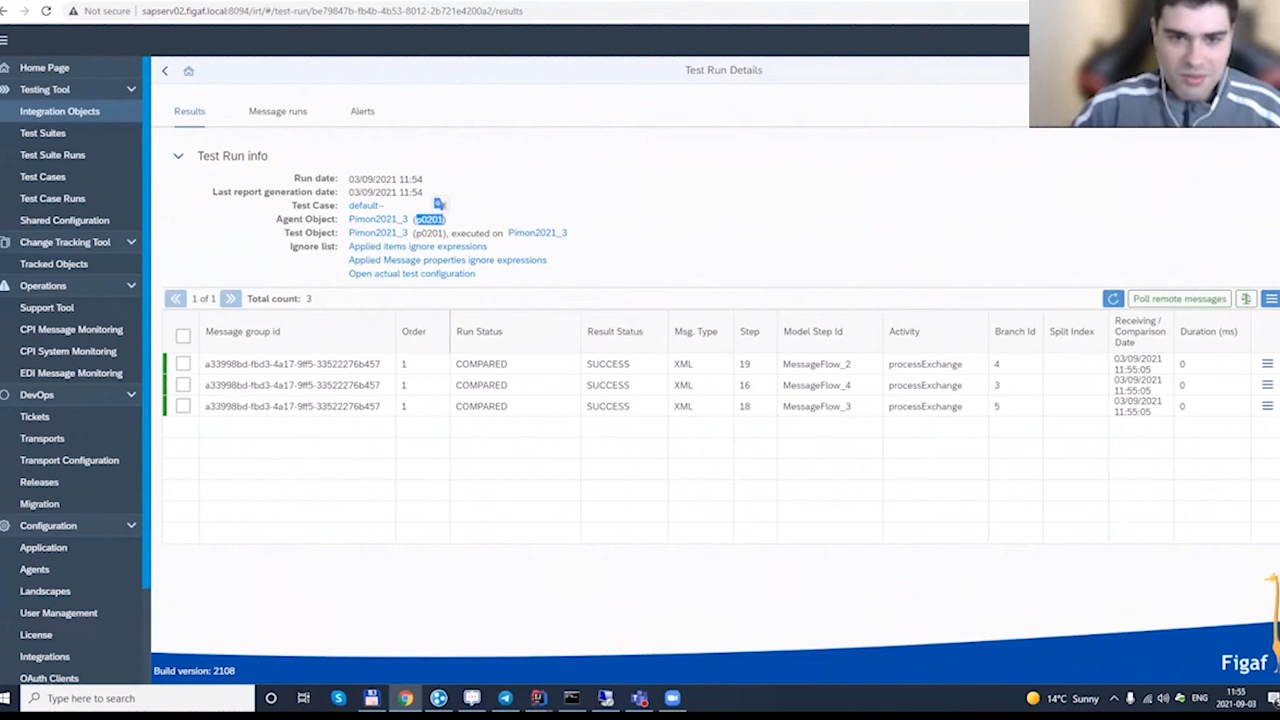 Not secure | sapserv02.figaf.local:8094/irt/#/test-run/be79847b-fb4b-4b53-8012-2b721e4200a2/results
Home Page
Testing Tool
Integration Objects
Test Suites
Test Suite Runs
Test Cases
Test Case Runs
Shared Configuration
Change Tracking Tool
Tracked Objects
Operations
Support Tool
CPI Message Monitoring
CPI System Monitoring
EDI Message Monitoring
DevOps
Tickets
Transports
Transport Configuration
Releases
Migration
Configuration
Application
Agents
Landscapes
User Management
License
Integrations
OAuth Clients
Test Run Details
Results Message runs Alerts
Test Run info
Run date: 03/09/2021 11:54
Last report generation date: 03/09/2021 11:54
Test Case: default--
Agent Object: Pimon2021_3 (p0201)
Test Object: Pimon2021_3 (p0201), executed on Pimon2021_3
Ignore list: Applied items ignore expressions
Applied Message properties ignore expressions
Open actual test configuration
1 of 1 Total count: 3 Poll remote messages
Message group id Order Run Status Result Status Msg. Type Step Model Step Id Activity Branch Id Split Index Receiving / Comparison Date Duration (ms)
a33998bd-fbd3-4a17-9ff5-33522276b457 1 COMPARED SUCCESS XML 19 MessageFlow_2 processExchange 4 03/09/2021 11:55:05 0
a33998bd-fbd3-4a17-9ff5-33522276b457 1 COMPARED SUCCESS XML 16 MessageFlow_4 processExchange 3 03/09/2021 11:55:05 0
a33998bd-fbd3-4a17-9ff5-33522276b457 1 COMPARED SUCCESS XML 18 MessageFlow_3 processExchange 5 03/09/2021 11:55:05 0
Build version: 2108
Figaf
Type here to search
14°C Sunny
ENG
11:55
2021-09-03